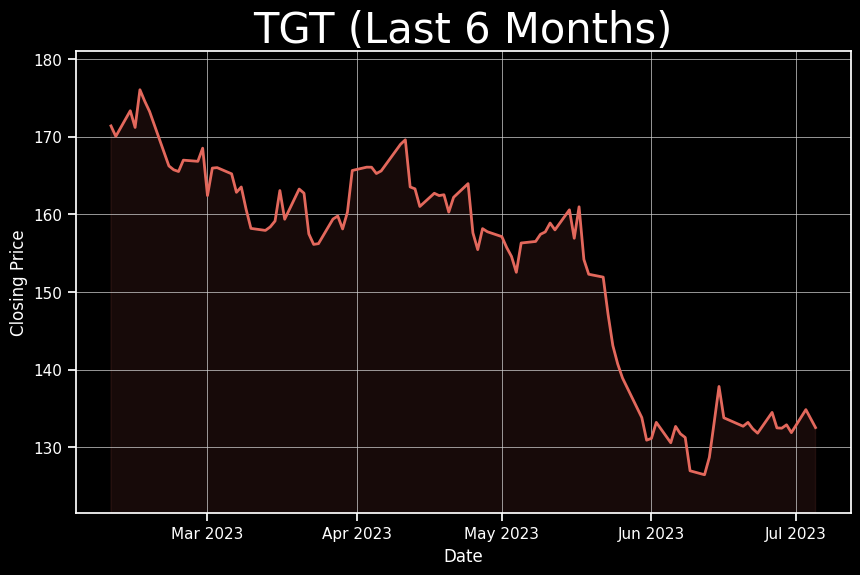 TGT (Last 6 Months)
180
170
160
150
140
130
Closing Price
Mar 2023
Apr 2023
May 2023
Jun 2023
Jul 2023
Date